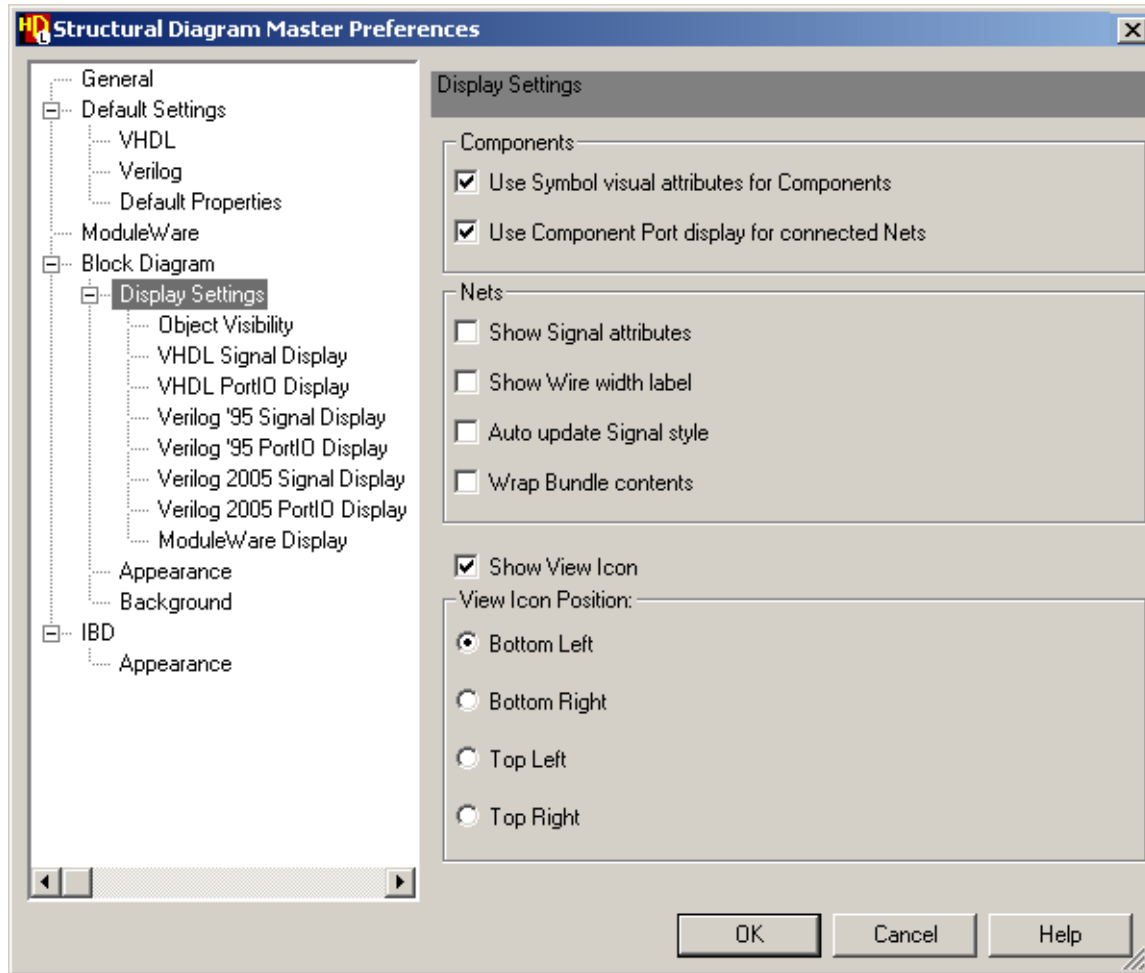 Structural Diagram Master Preferences
General
Default Settings
VHDL
Verilog
Default Properties
ModuleWare
Block Diagram
Display Settings
Object Visibility
VHDL Signal Display
VHDL PortIO Display
Verilog '95 Signal Display
Verilog '95 PortIO Display
Verilog 2005 Signal Display
Verilog 2005 PortIO Display
ModuleWare Display
Appearance
Background
IBD
Appearance
Display Settings
Components
Use Symbol visual attributes for Components
Use Component Port display for connected Nets
Nets
Show Signal attributes
Show Wire width label
Auto update Signal style
Wrap Bundle contents
Show View Icon
View Icon Position:
Bottom Left
Bottom Right
Top Left
Top Right
OK Cancel Help